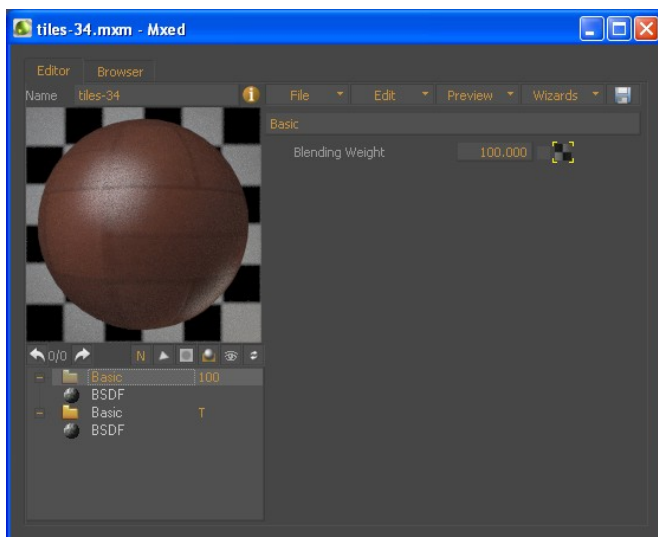 tiles-34.mxm - Mxed
Editor Browser
Name tiles-34 File Edit Preview Wizards
Basic
Blending Weight 100.000
0/0 N
Basic 100
BSDF
Basic T
BSDF